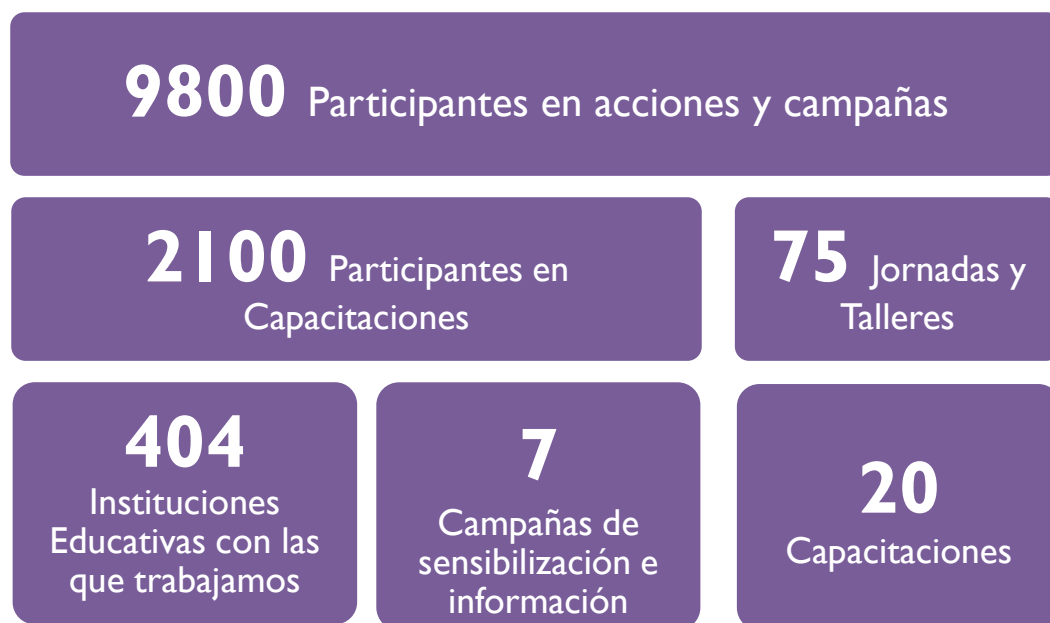 9800 Participantes en acciones y campañas
2100 Participantes en
Capacitaciones
75 Jornadas y
Talleres
404
Instituciones
Educativas con las
que trabajamos
7
Campañas de
sensibilización e
información
20
Capacitaciones